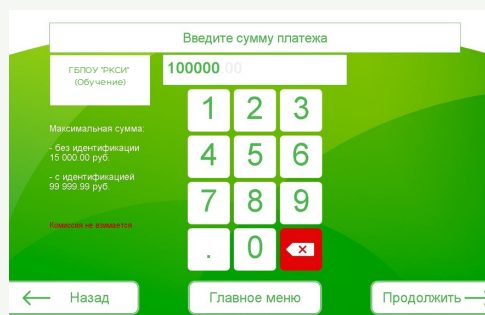 Введите сумму платежа
ГБПОУ "РКСИ"
(Обучение)
100000.00
1 2 3
Максимальная сумма:
- без идентификации
15 000.00 руб.
4 5 6
- с идентификацией
99 999.99 руб.
7 8 9
Комиссия не взимается
. 0 ×
Назад
Главное меню
Продолжить